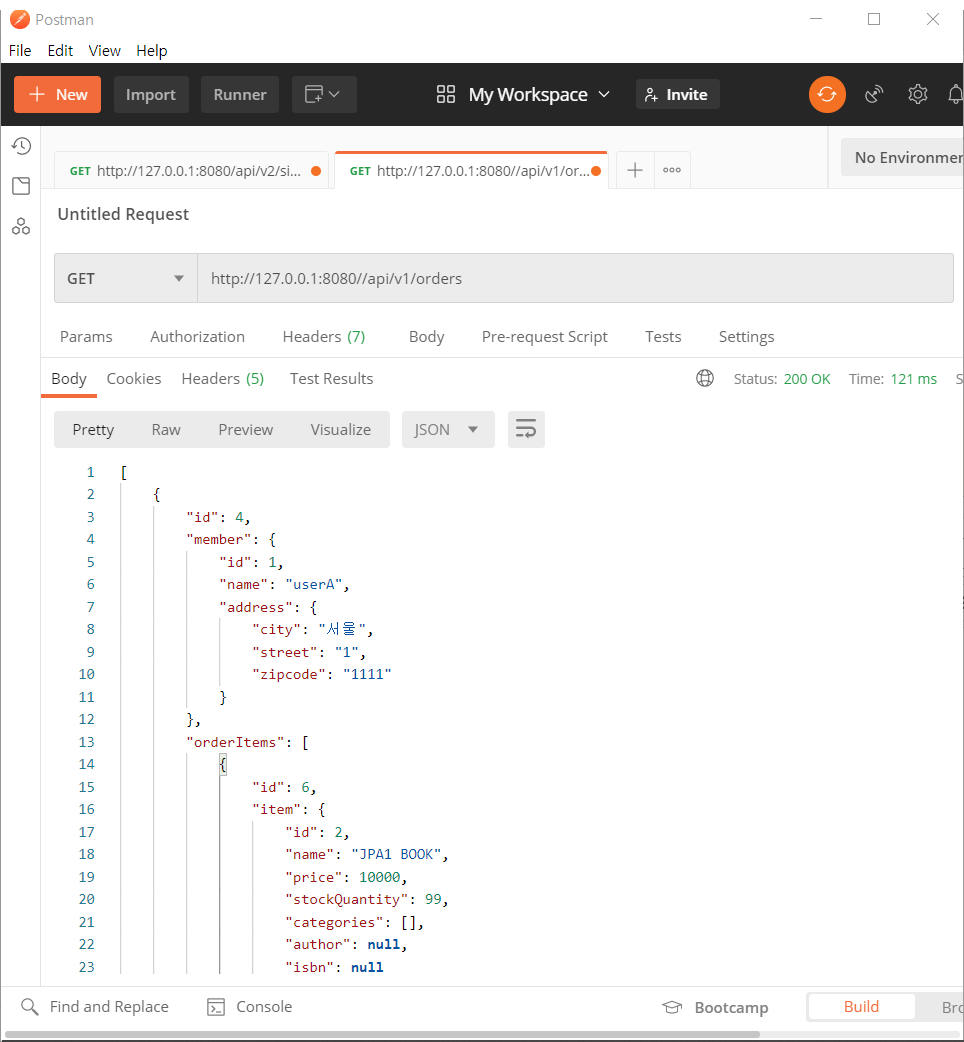 Postman
File Edit View Help
New Import Runner My Workspace Invite
GET http://127.0.0.1:8080/api/v2/si... GET http://127.0.0.1:8080//api/v1/or... No Environmen
Untitled Request
GET http://127.0.0.1:8080//api/v1/orders
Params Authorization Headers (7) Body Pre-request Script Tests Settings
Body Cookies Headers (5) Test Results Status: 200 OK Time: 121 ms S
Pretty Raw Preview Visualize JSON
1 [
2 {
3 "id": 4,
4 "member": {
5 "id": 1,
6 "name": "userA",
7 "address": {
8 "city": "서울",
9 "street": "1",
10 "zipcode": "1111"
11 }
12 },
13 "orderItems": [
14 {
15 "id": 6,
16 "item": {
17 "id": 2,
18 "name": "JPA1 BOOK",
19 "price": 10000,
20 "stockQuantity": 99,
21 "categories": [],
22 "author": null,
23 "isbn": null
Find and Replace Console Bootcamp Build Bro